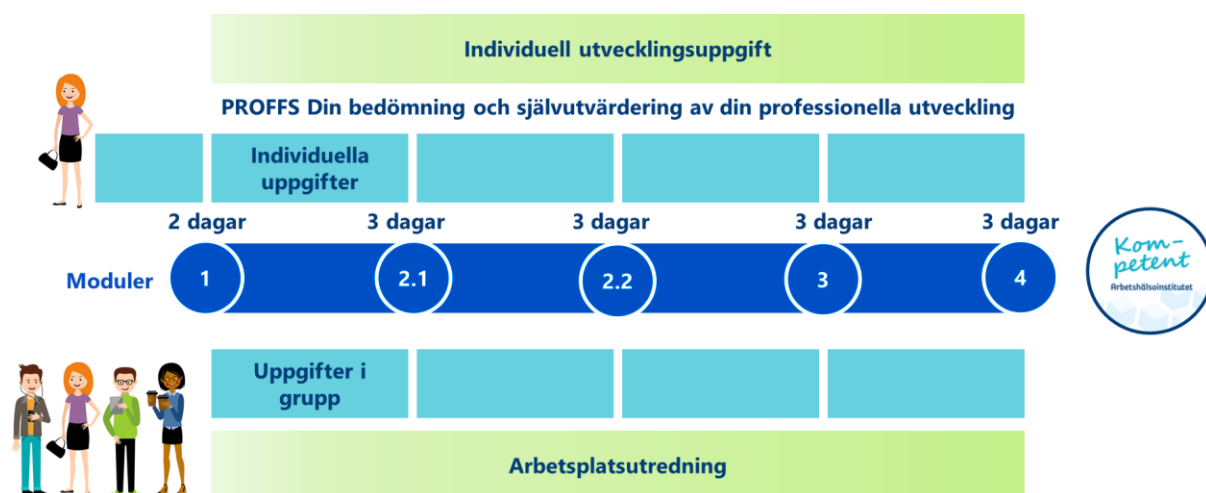 Individuell utvecklingsuppgift
PROFFS Din bedömning och självutvärdering av din professionella utveckling
Individuella
uppgifter
2 dagar 3 dagar 3 dagar 3 dagar 3 dagar
Moduler 1 2.1 2.2 3 4
Kom-
petent
Arbetshälsoinstitutet
Uppgifter i
grupp
Arbetsplatsutredning